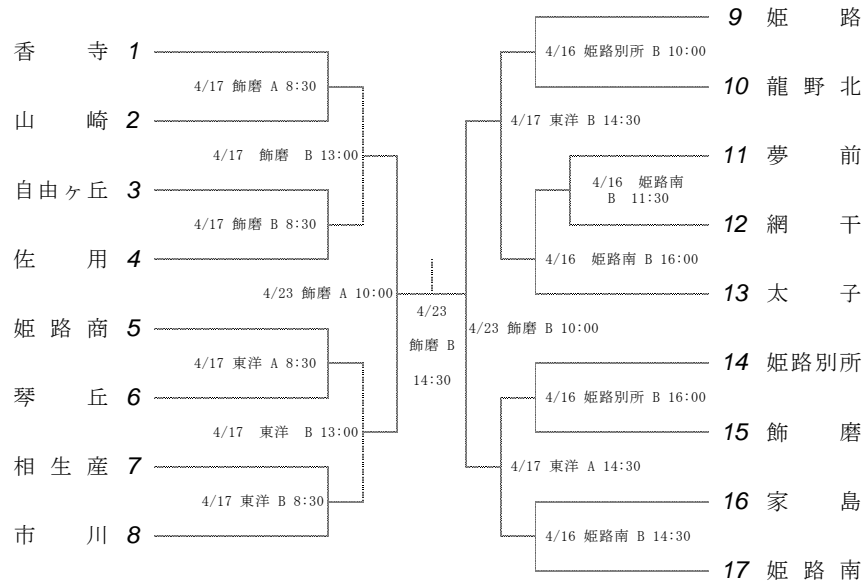 香寺 1
4/17 飾磨 A 8:30
山崎 2
4/17 飾磨 B 13:00
自由ヶ丘 3
4/17 飾磨 B 8:30
佐用 4
4/23 飾磨 A 10:00
姫路商 5
4/17 東洋 A 8:30
琴丘 6
4/17 東洋 B 13:00
相生産 7
4/17 東洋 B 8:30
市川 8
4/23
飾磨 B
14:30
9 姫路
4/16 姫路別所 B 10:00
10 龍野北
4/17 東洋 B 14:30
11 夢前
4/16 姫路南
B 11:30
12 網干
4/16 姫路南 B 16:00
13 太子
4/23 飾磨 B 10:00
14 姫路別所
4/16 姫路別所 B 16:00
15 飾磨
4/17 東洋 A 14:30
16 家島
4/16 姫路南 B 14:30
17 姫路南